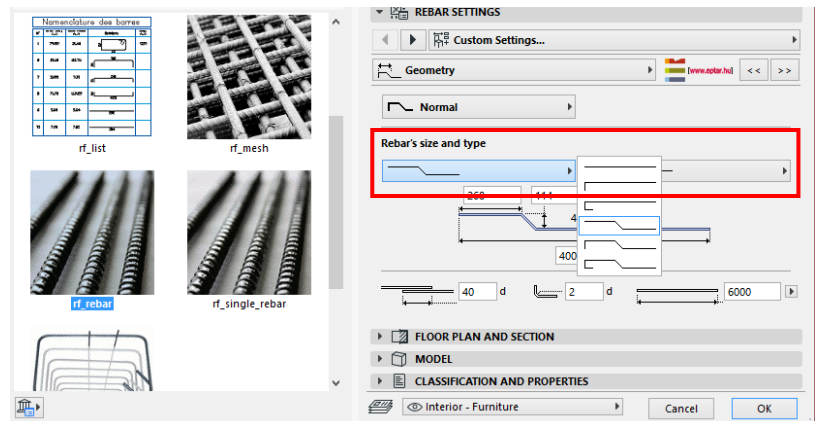 Nomenclature des barres
rf_list
rf_mesh
rf_rebar
rf_single_rebar
REBAR SETTINGS
Custom Settings...
Geometry
[www.eptar.hu]
<< >>
Normal
Rebar's size and type
400
40 d 2 d 6000
FLOOR PLAN AND SECTION
MODEL
CLASSIFICATION AND PROPERTIES
Interior - Furniture
Cancel OK